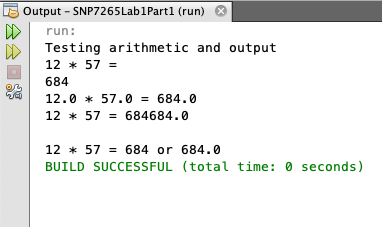 Output – SNP7265Lab1Part1 (run)
run:
Testing arithmetic and output
12 * 57 =
684
12.0 * 57.0 = 684.0
12 * 57 = 684684.0
12 * 57 = 684 or 684.0
BUILD SUCCESSFUL (total time: 0 seconds)